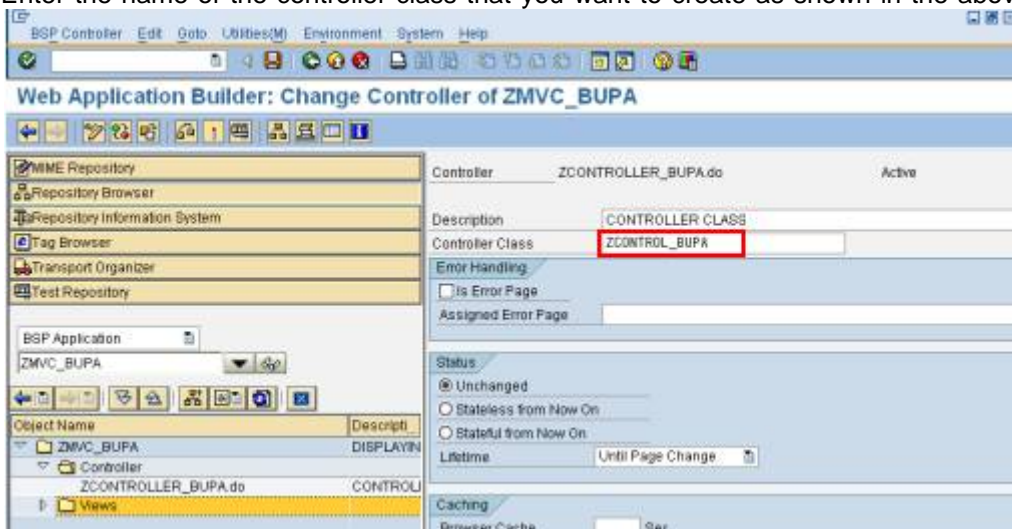 Enter the name of the controller class that you want to create as shown in the abov
BSP Controller Edit Goto Utilities(M) Environment System Help
Web Application Builder: Change Controller of ZMVC_BUPA
MIME Repository
Repository Browser
Repository Information System
Tag Browser
Transport Organizer
Test Repository
BSP Application
ZMVC_BUPA
Object Name Descripti
ZMVC_BUPA DISPLAYIN
Controller
ZCONTROLLER_BUPA.do CONTROLL
Views
Controller ZCONTROLLER_BUPA.do Active
Description CONTROLLER CLASS
Controller Class ZCONTROL_BUPA
Error Handling
Is Error Page
Assigned Error Page
Status
Unchanged
Stateless from Now On
Stateful from Now On
Lifetime Until Page Change
Caching
Browser Cache Sec